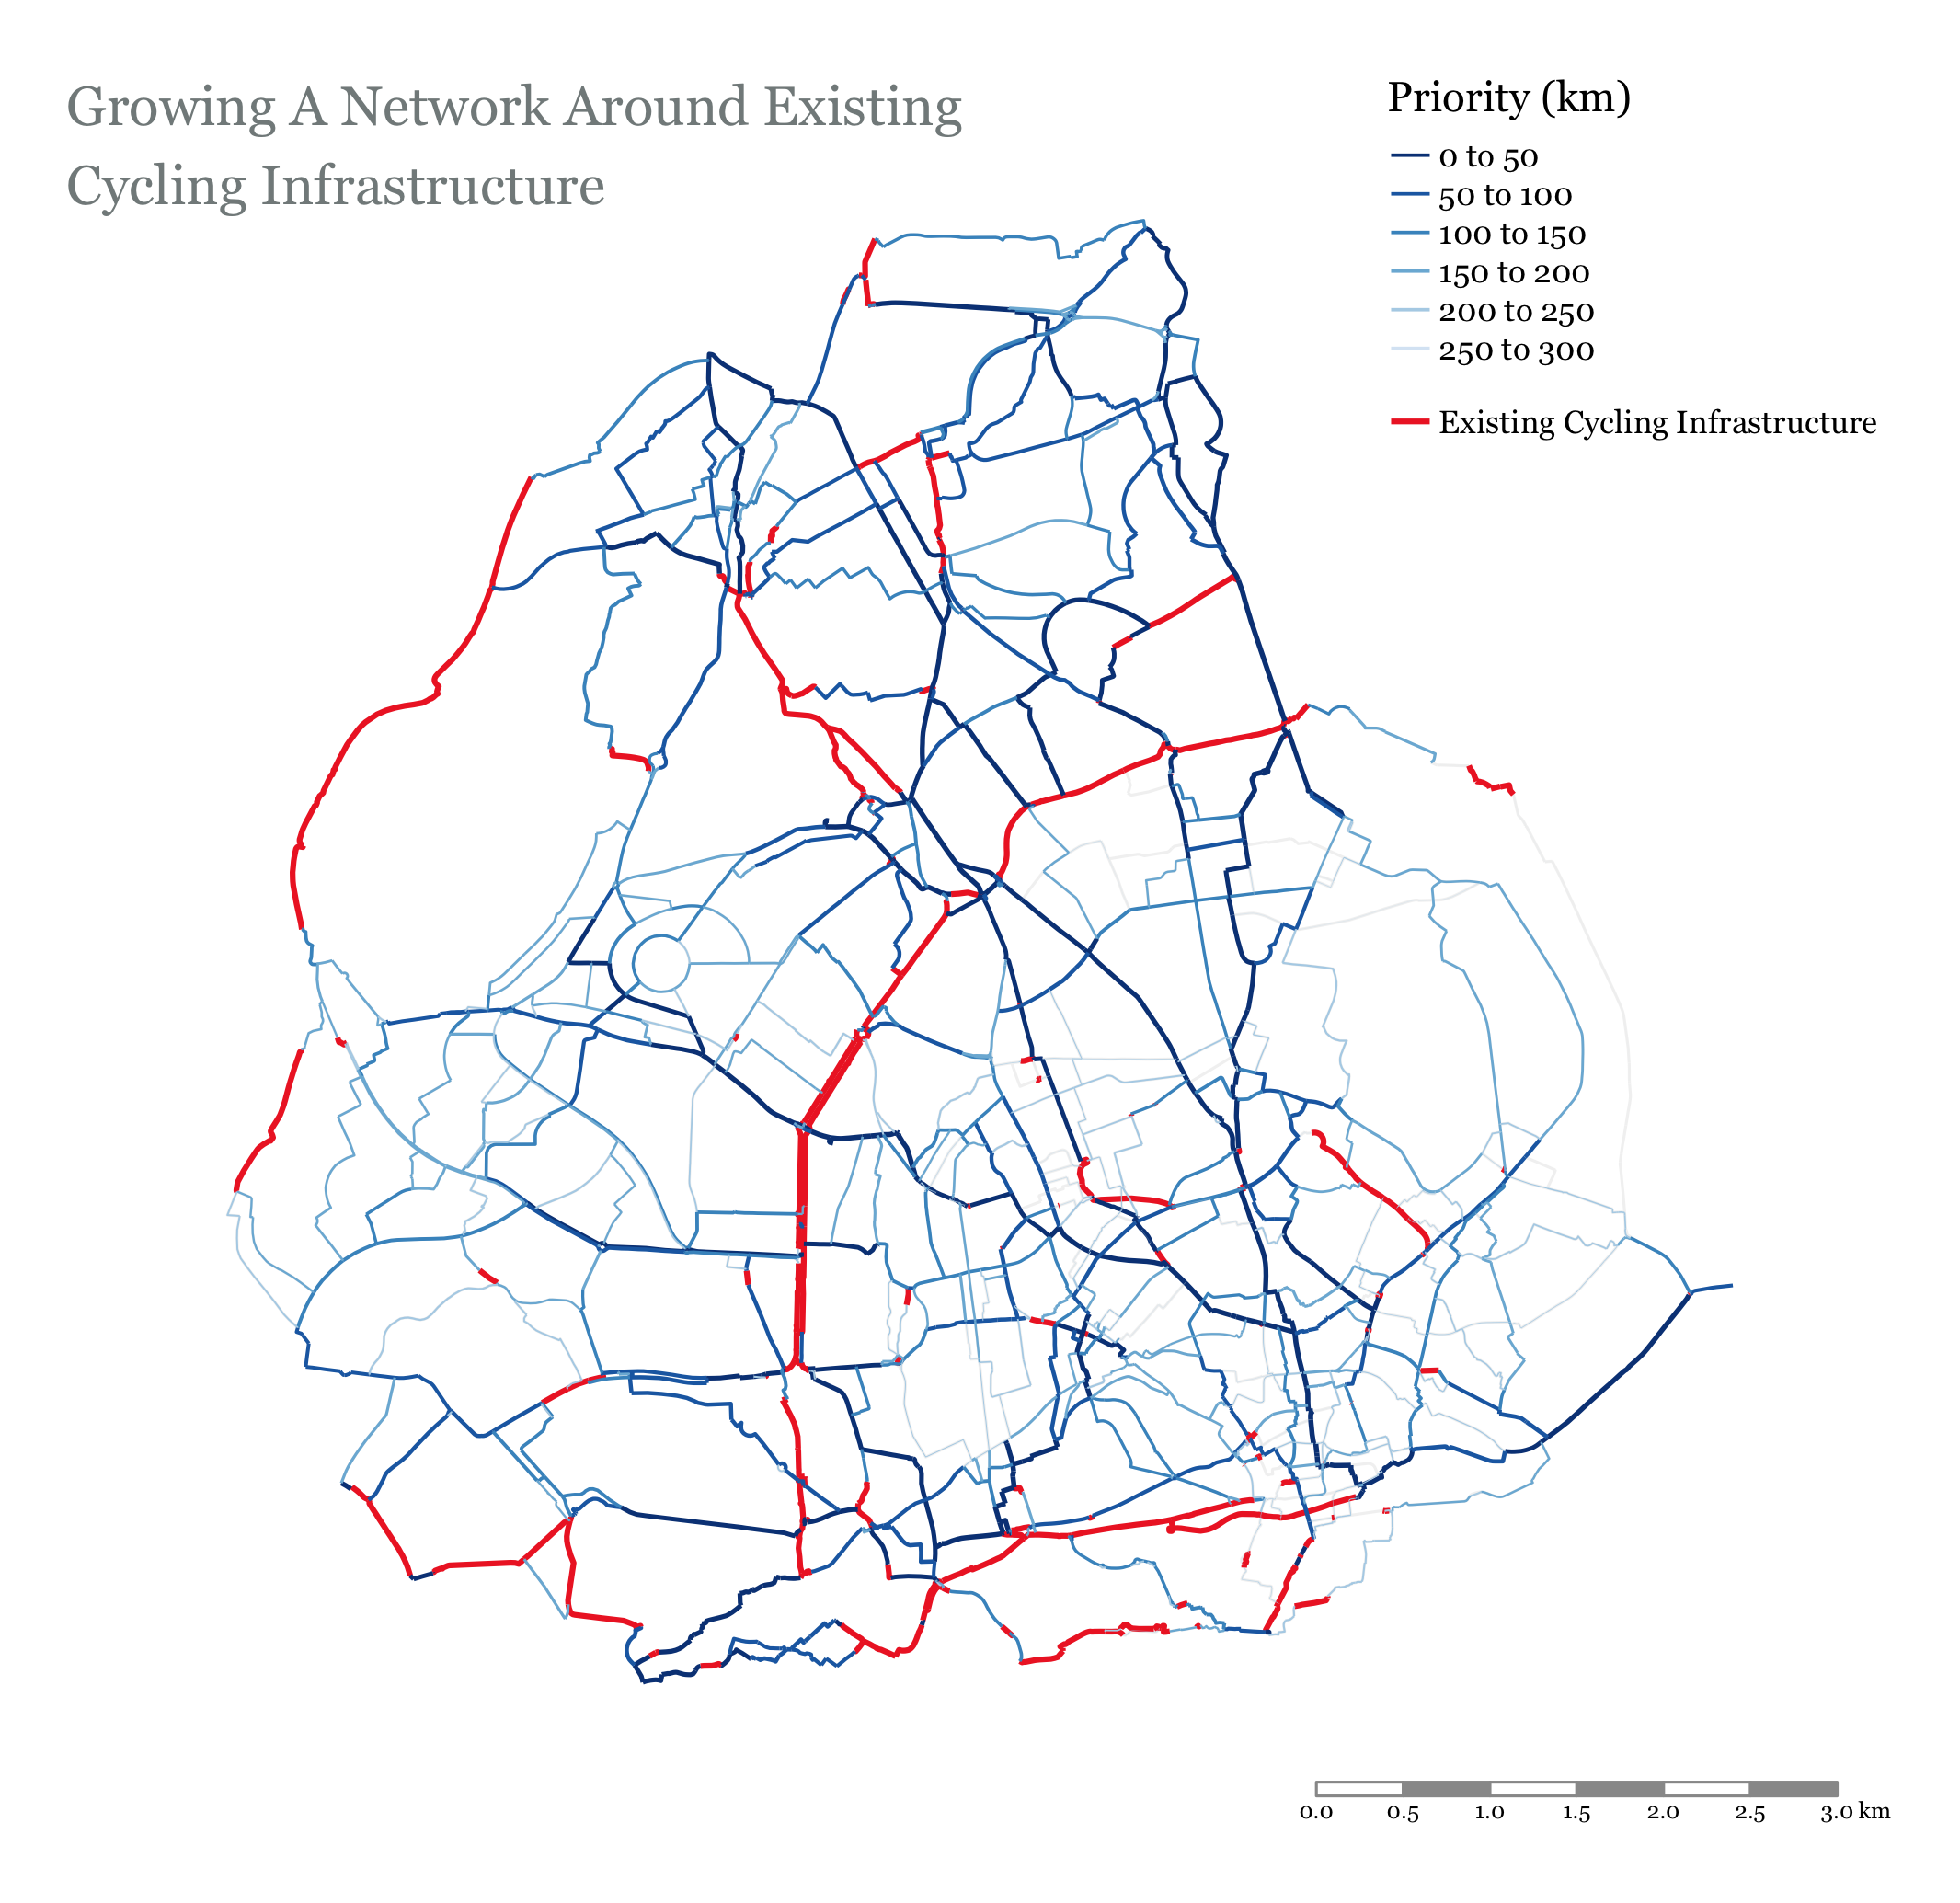 Growing A Network Around Existing
Cycling Infrastructure
Priority (km)
0 to 50
50 to 100
100 to 150
150 to 200
200 to 250
250 to 300
Existing Cycling Infrastructure
0.0 0.5 1.0 1.5 2.0 2.5 3.0 km